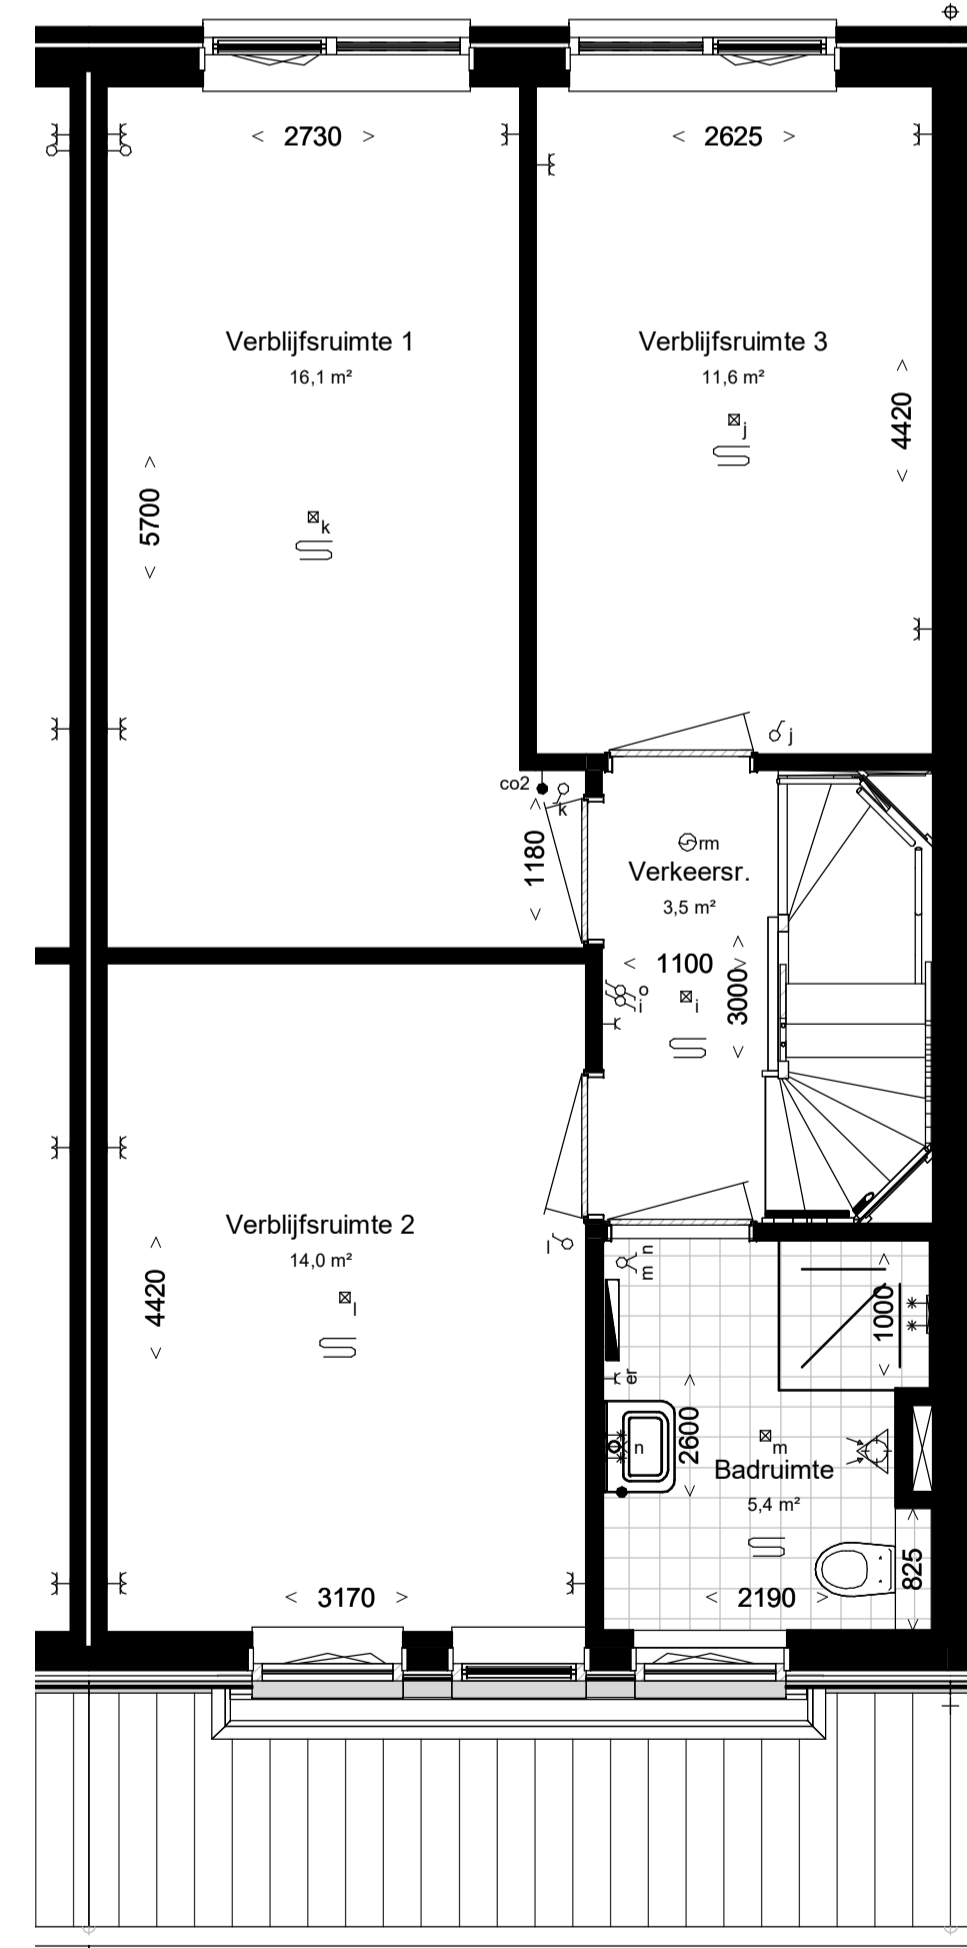 < 2730 >
< 2625 >
Verblijfsruimte 1
16,1 m²
Verblijfsruimte 3
11,6 m²
< 4420 >
j
< 5700 >
k
j
co2
k
< 1180 >
rm
Verkeersr.
3,5 m²
< 1100 >
< 3000 >
o
i
i
Verblijfsruimte 2
14,0 m²
< 4420 >
l
l
n
m
< 1000 >
er
n
< 2600 >
m
Badruimte
5,4 m²
< 825 >
< 3170 >
< 2190 >